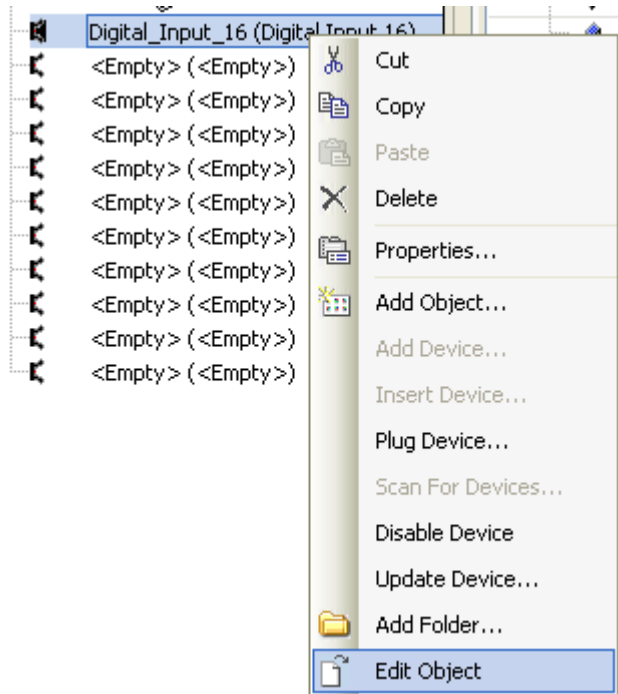 Digital_Input_16 (Digital Input 16)
<Empty> (<Empty>)
<Empty> (<Empty>)
<Empty> (<Empty>)
<Empty> (<Empty>)
<Empty> (<Empty>)
<Empty> (<Empty>)
<Empty> (<Empty>)
<Empty> (<Empty>)
<Empty> (<Empty>)
<Empty> (<Empty>)
Cut
Copy
Paste
Delete
Properties...
Add Object...
Add Device...
Insert Device...
Plug Device...
Scan For Devices...
Disable Device
Update Device...
Add Folder...
Edit Object